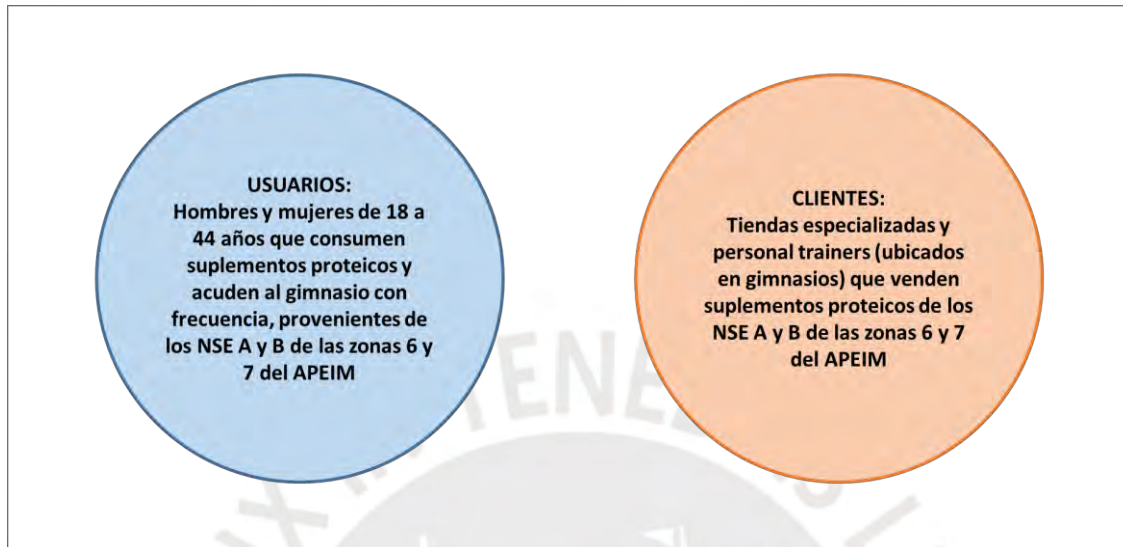 USUARIOS:
Hombres y mujeres de 18 a
44 años que consumen
suplementos proteicos y
acuden al gimnasio con
frecuencia, provenientes de
los NSE A y B de las zonas 6 y
7 del APEIM
CLIENTES:
Tiendas especializadas y
personal trainers (ubicados
en gimnasios) que venden
suplementos proteicos de los
NSE A y B de las zonas 6 y 7
del APEIM